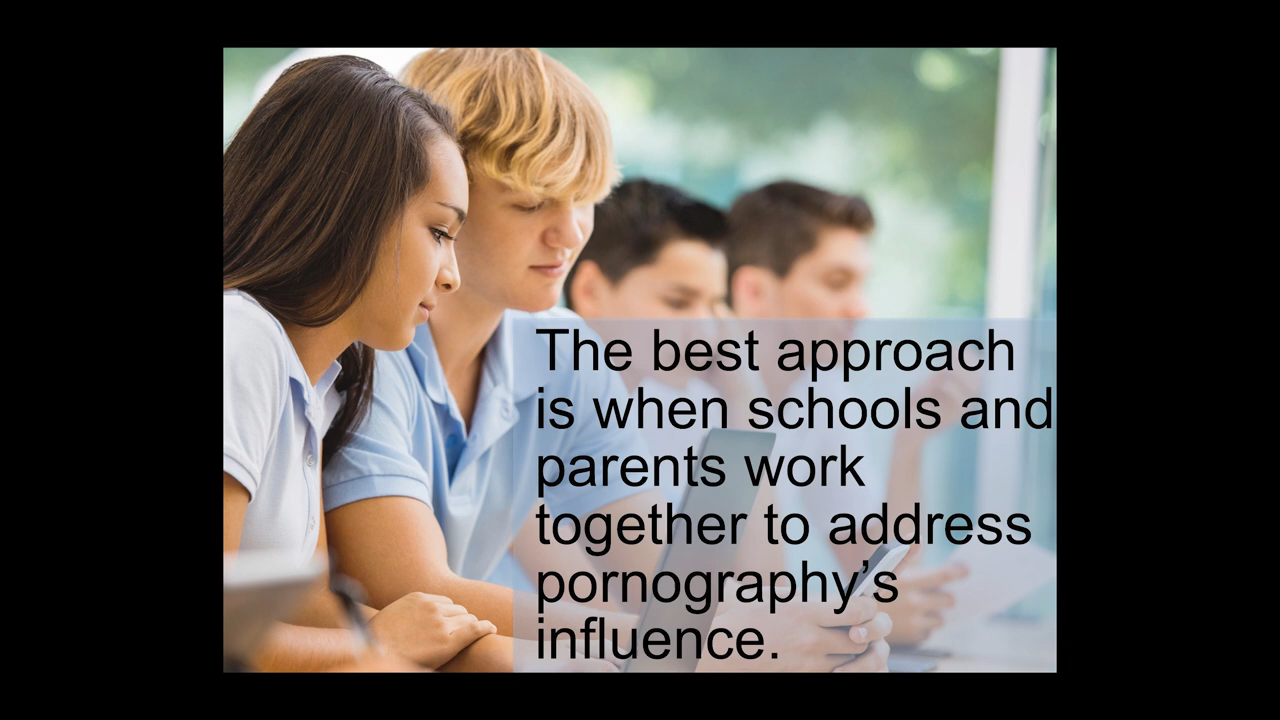 The best approach
is when schools and
parents work
together to address
pornography’s
influence.